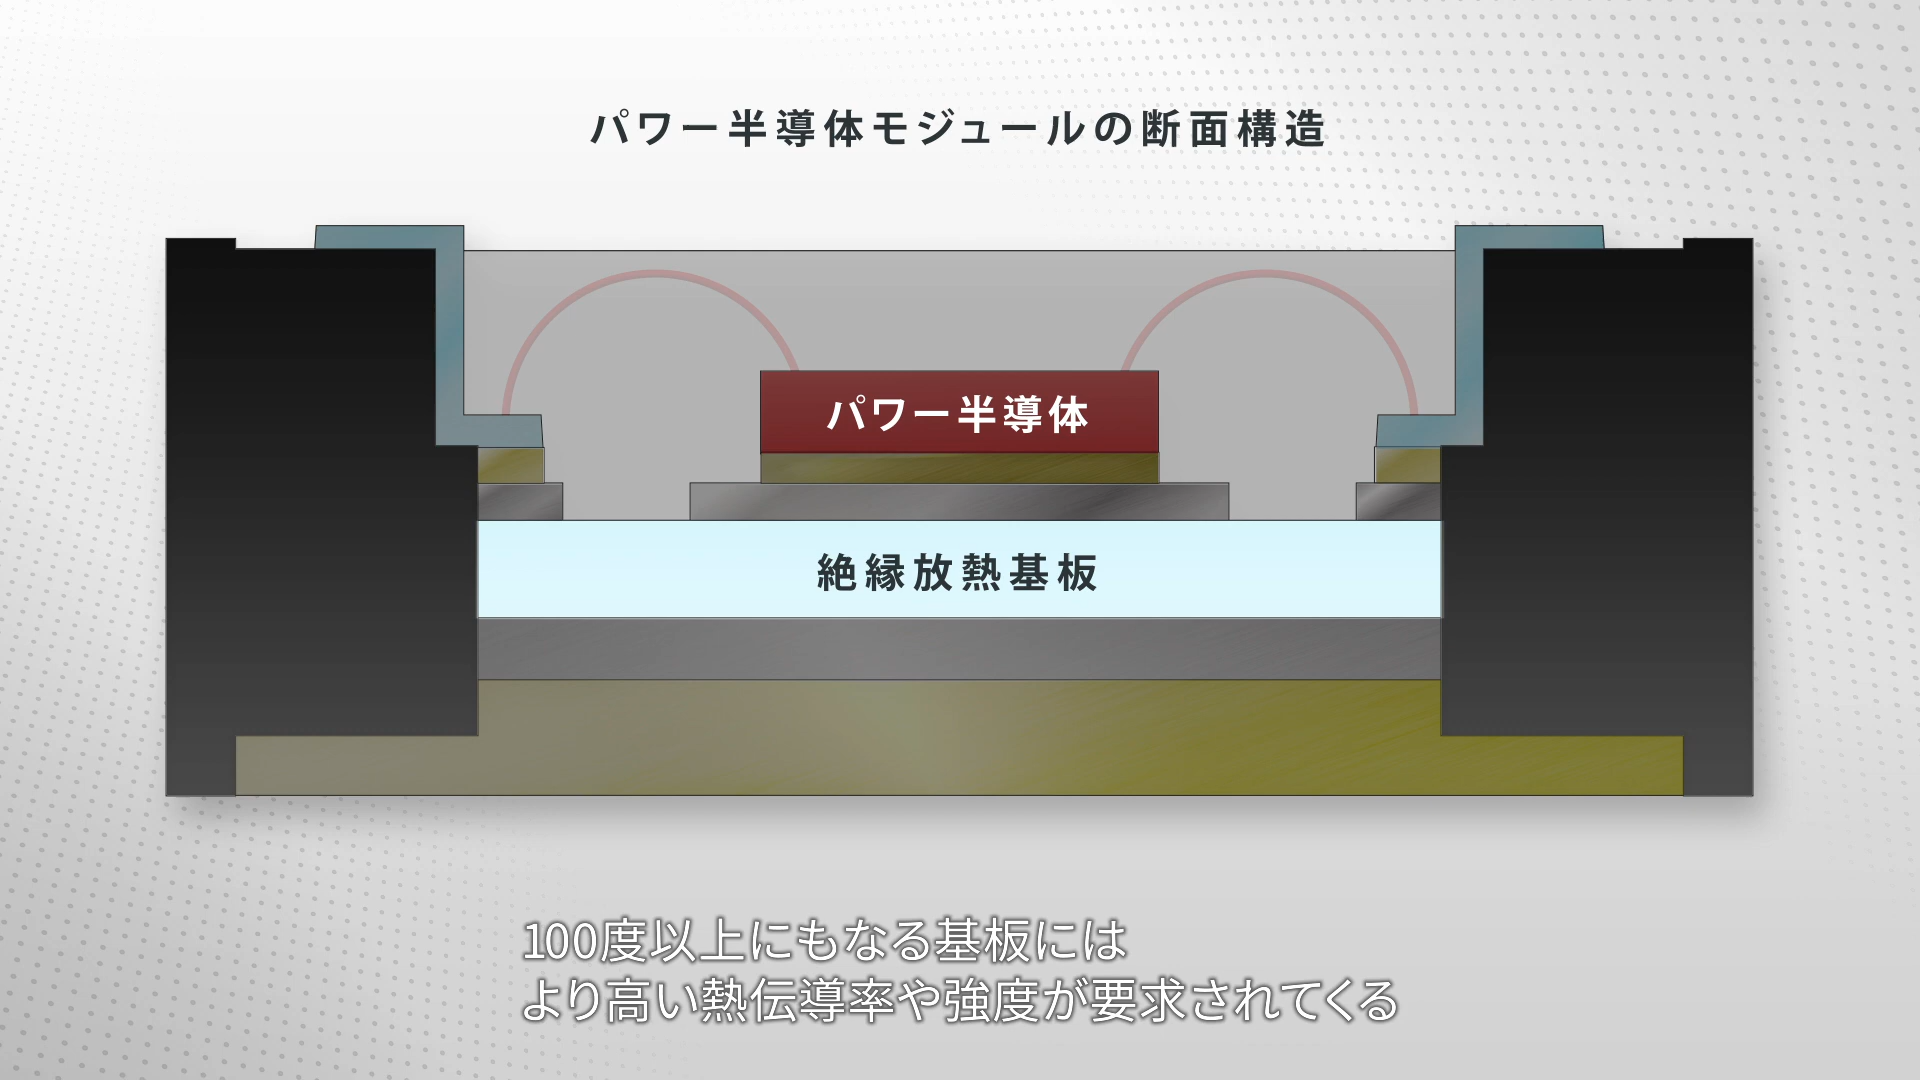 パワー半導体モジュールの断面構造
パワー半導体
絶縁放熱基板
100度以上にもなる基板には
より高い熱伝導率や強度が要求されてくる